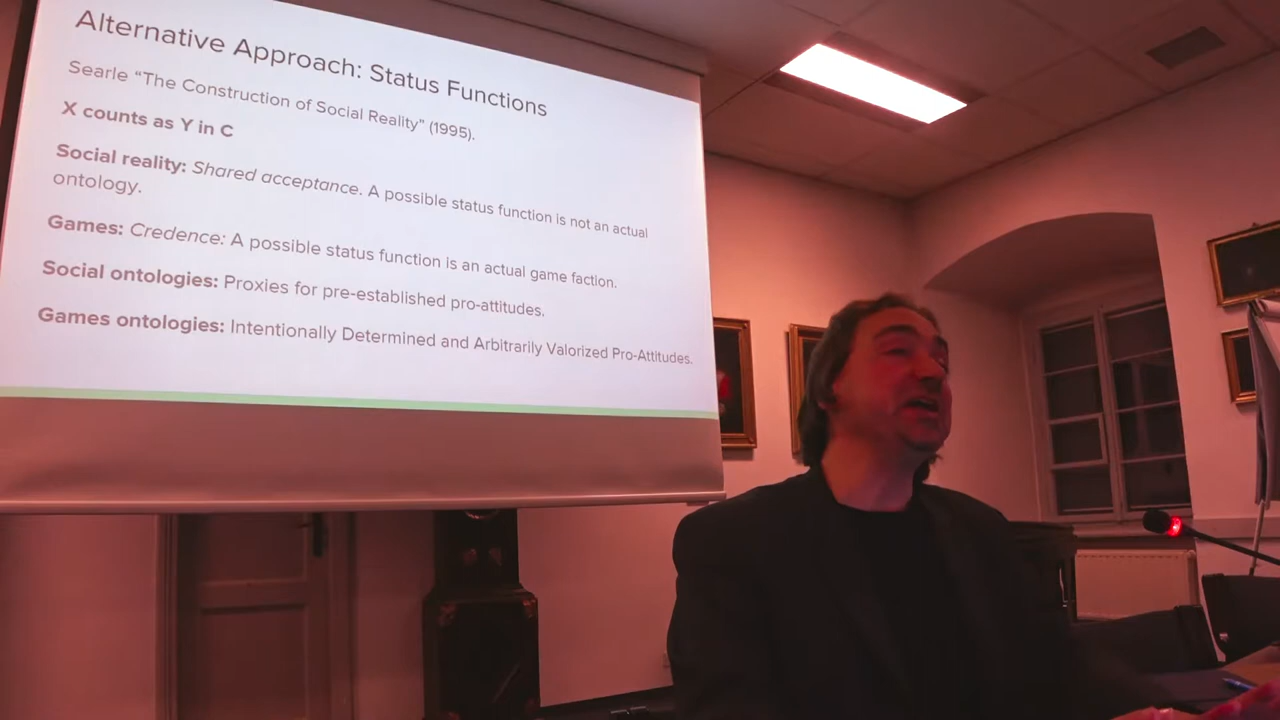 Alternative Approach: Status Functions
Searle “The Construction of Social Reality” (1995).
X counts as Y in C
Social reality: Shared acceptance. A possible status function is not an actual
ontology.
Games: Credence: A possible status function is an actual game faction.
Social ontologies: Proxies for pre-established pro-attitudes.
Games ontologies: Intentionally Determined and Arbitrarily Valorized Pro-Attitudes.